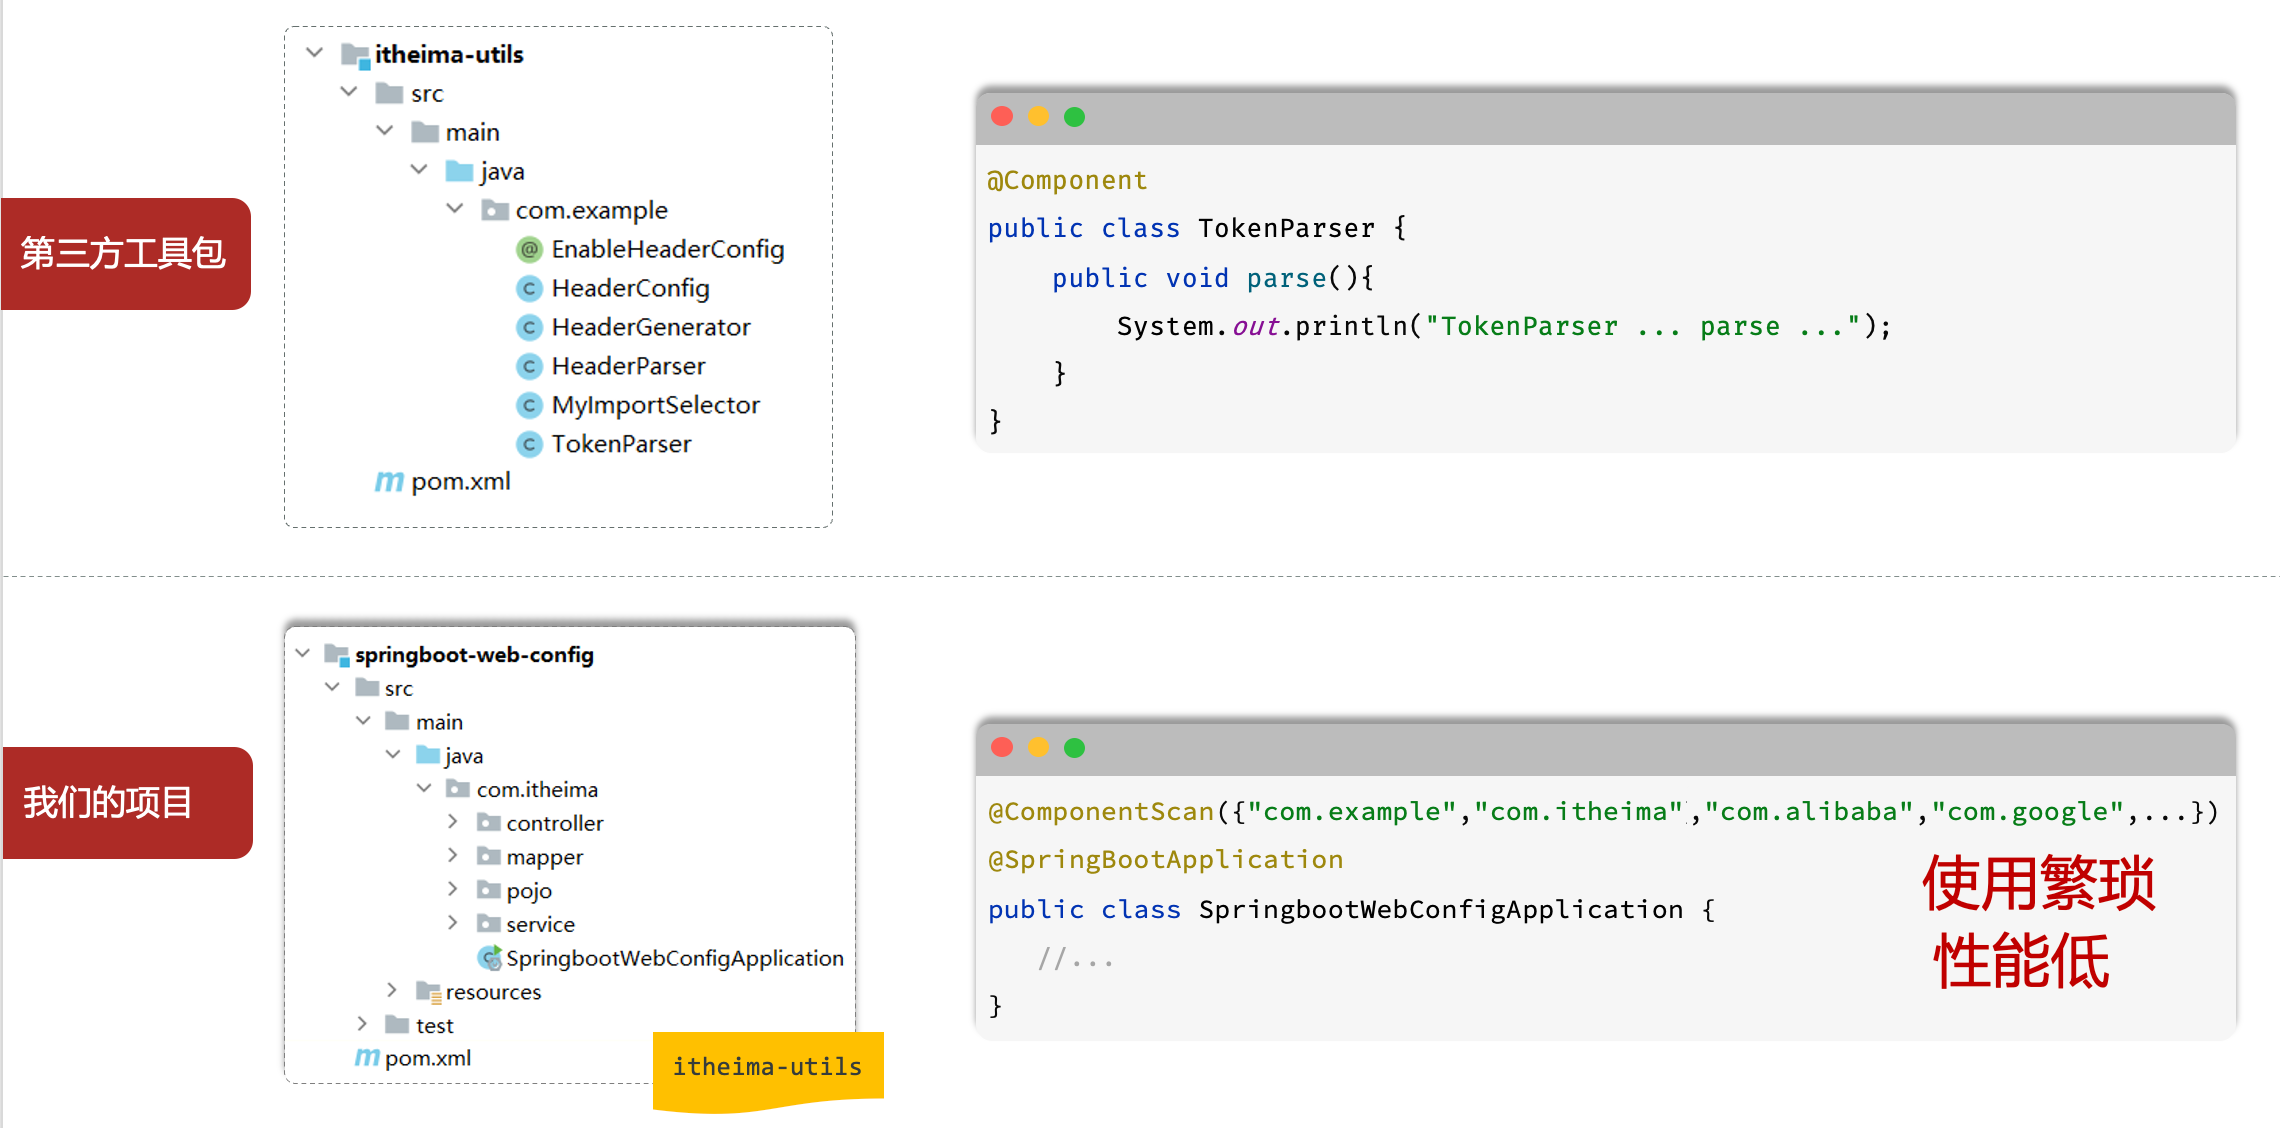 第三方工具包
itheima-utils
src
main
java
com.example
EnableHeaderConfig
HeaderConfig
HeaderGenerator
HeaderParser
MyImportSelector
TokenParser
pom.xml
@Component
public class TokenParser {
public void parse(){
System.out.println("TokenParser ... parse ...");
}
}
我们的项目
springboot-web-config
src
main
java
com.itheima
controller
mapper
pojo
service
SpringbootWebConfigApplication
resources
test
pom.xml
itheima-utils
@ComponentScan({"com.example","com.itheima","com.alibaba","com.google",...})
@SpringBootApplication
public class SpringbootWebConfigApplication {
//...
}
使用繁琐
性能低